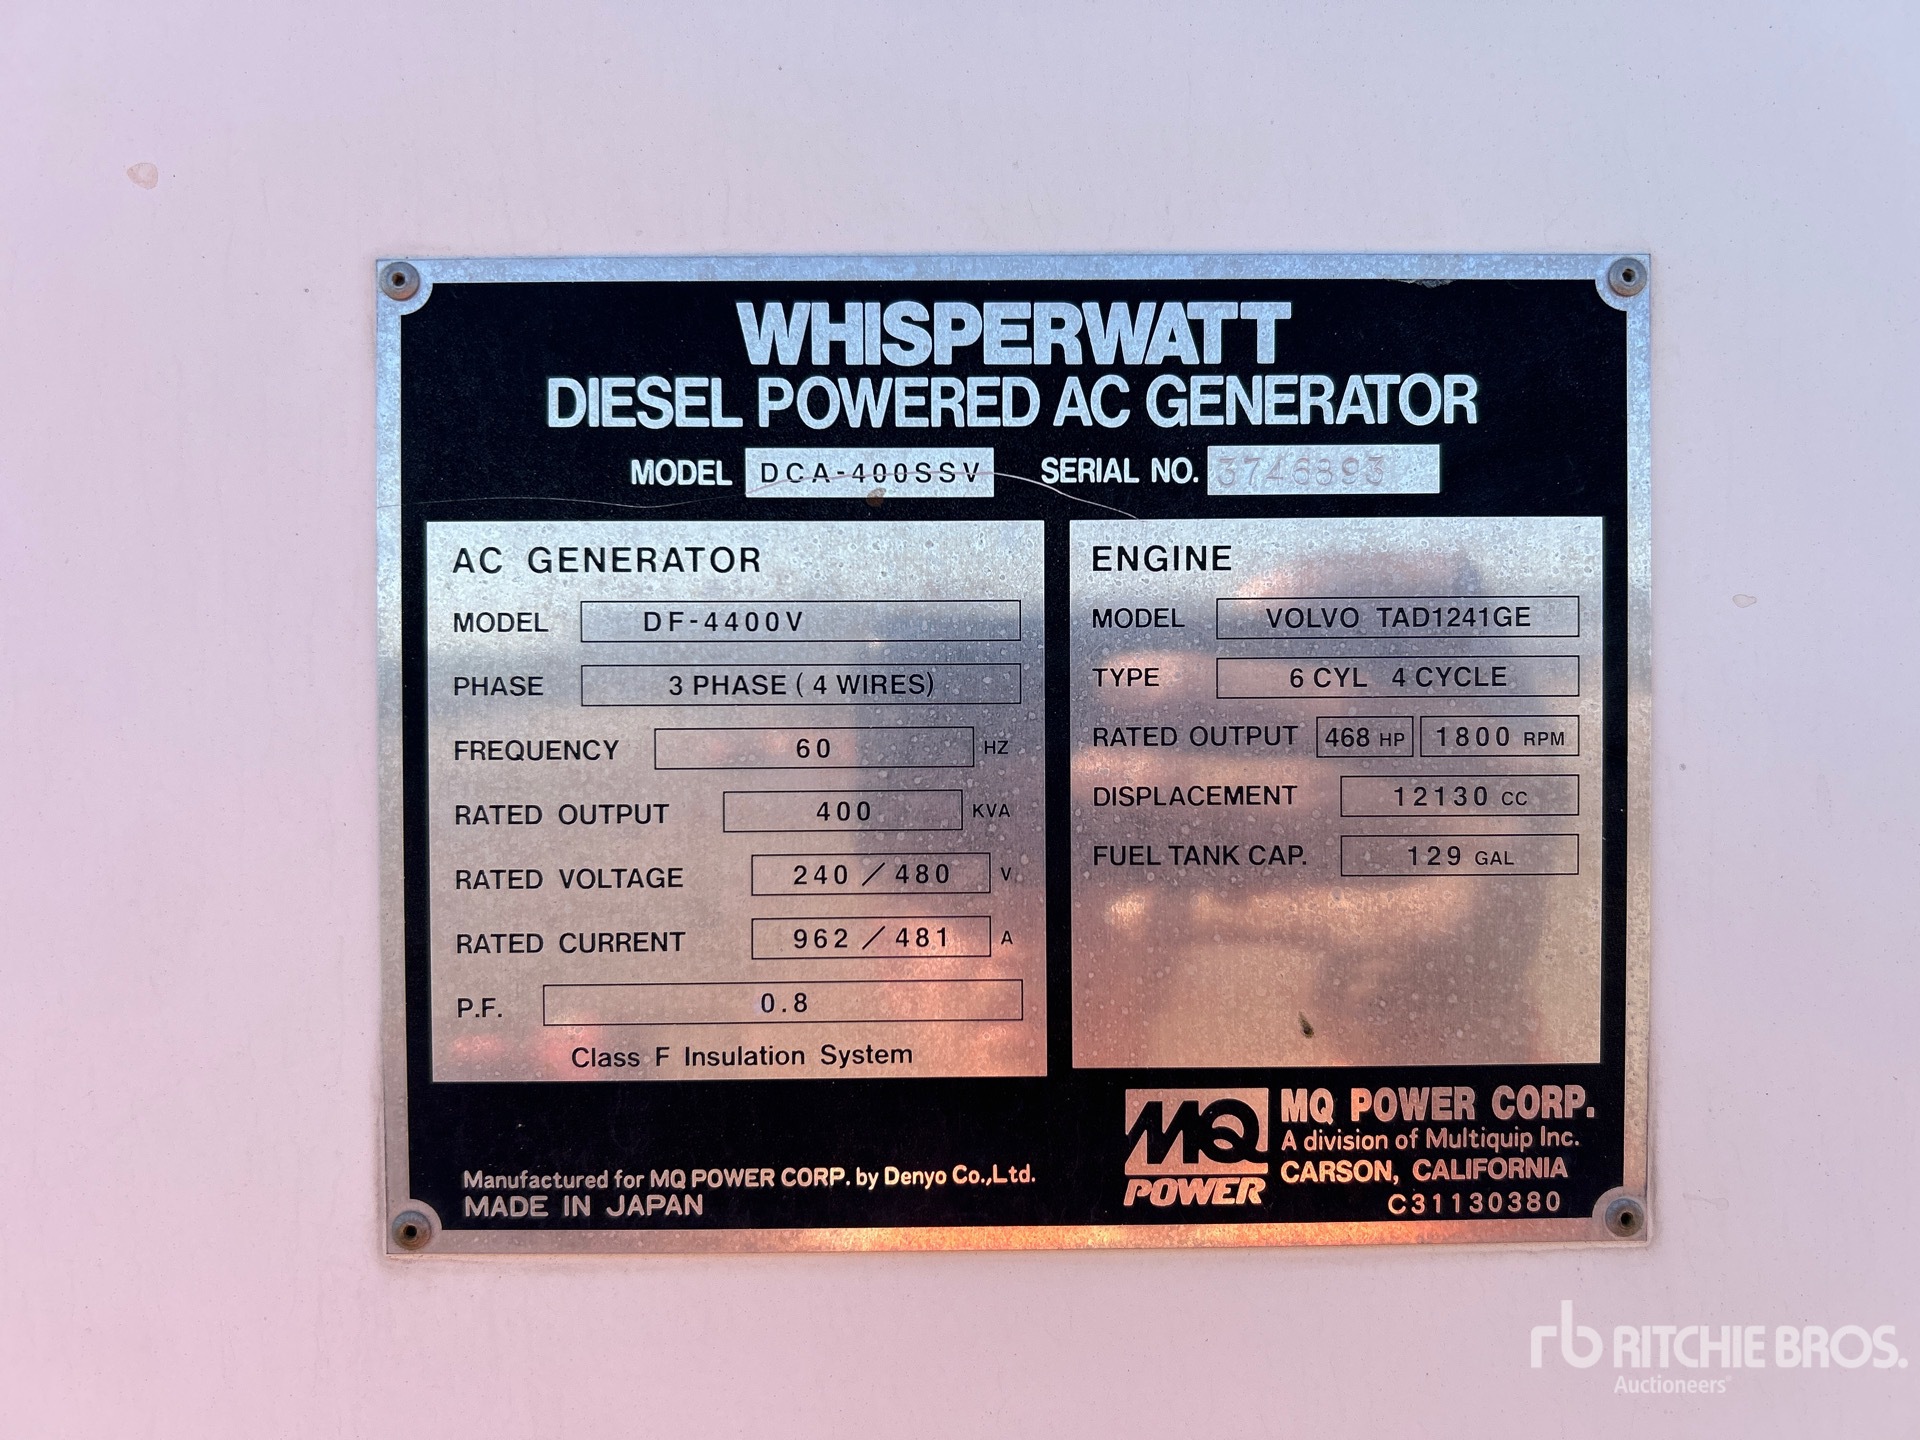 WHISPERWATT
DIESEL POWERED AC GENERATOR
MODEL DCA-400SSV SERIAL NO. 3746893
AC GENERATOR
MODEL DF-4400V
PHASE 3 PHASE ( 4 WIRES)
FREQUENCY 60 HZ
RATED OUTPUT 400 KVA
RATED VOLTAGE 240 / 480 V
RATED CURRENT 962 / 481 A
P.F. 0.8
Class F Insulation System
ENGINE
MODEL VOLVO TAD1241GE
TYPE 6 CYL 4 CYCLE
RATED OUTPUT 468 HP 1800 RPM
DISPLACEMENT 12130 CC
FUEL TANK CAP. 129 GAL
Manufactured for MQ POWER CORP. by Denyo Co.,Ltd.
MADE IN JAPAN
MQ
POWER
MQ POWER CORP.
A division of Multiquip Inc.
CARSON, CALIFORNIA
C31130380
rb RITCHIE BROS.
Auctioneers